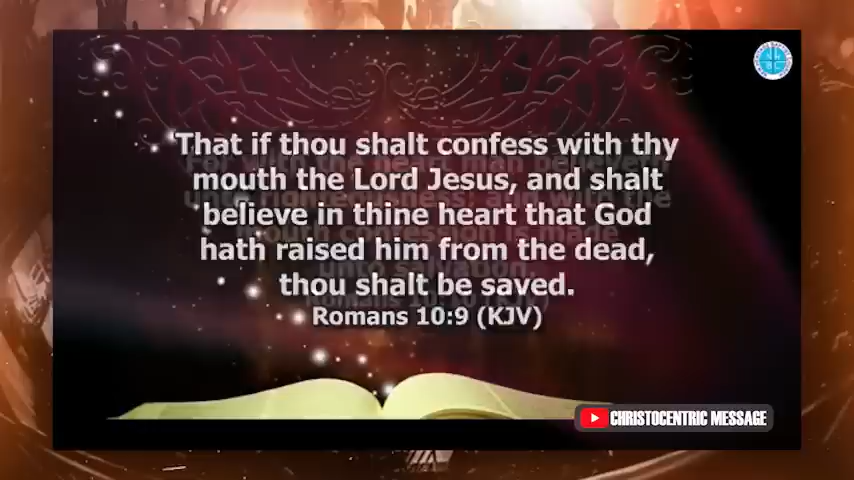 That if thou shalt confess with thy
mouth the Lord Jesus, and shalt
believe in thine heart that God
hath raised him from the dead,
thou shalt be saved.
Romans 10:9 (KJV)
CHRISTOCENTRIC MESSAGE